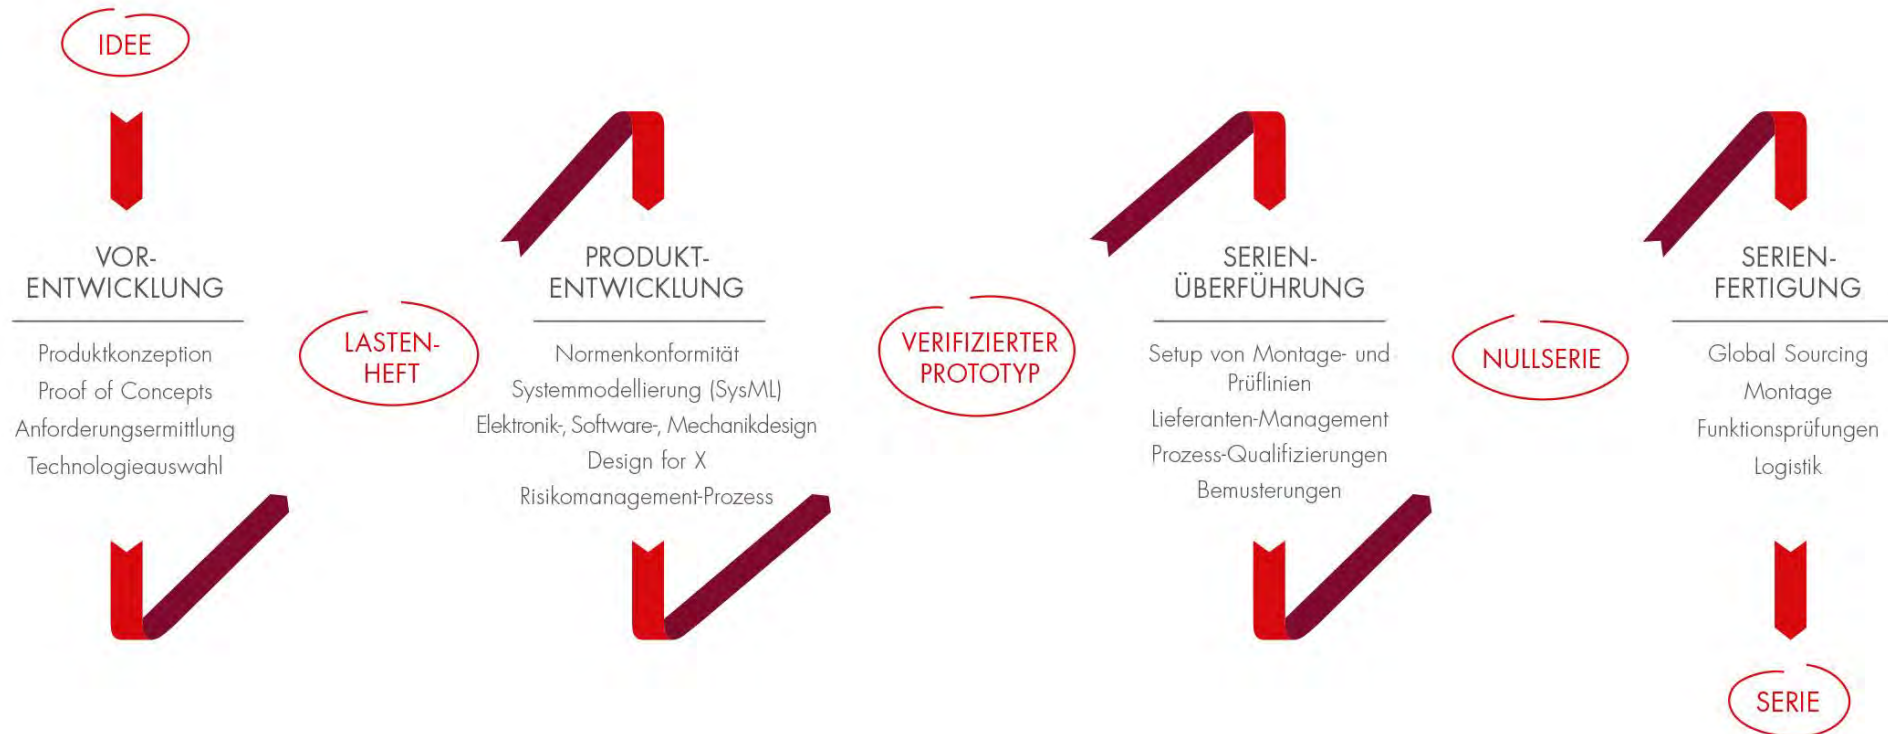 IDEE
VOR-
ENTWICKLUNG
Produktkonzeption
Proof of Concepts
Anforderungsermittlung
Technologieauswahl
LASTEN-
HEFT
PRODUKT-
ENTWICKLUNG
Normenkonformität
Systemmodellierung (SysML)
Elektronik-, Software-, Mechanikdesign
Design for X
Risikomanagement-Prozess
VERIFIZIERTER
PROTOTYP
SERIEN-
ÜBERFÜHRUNG
Setup von Montage- und
Prüflinien
Lieferanten-Management
Prozess-Qualifizierungen
Bemusterungen
NULLSERIE
SERIEN-
FERTIGUNG
Global Sourcing
Montage
Funktionsprüfungen
Logistik
SERIE